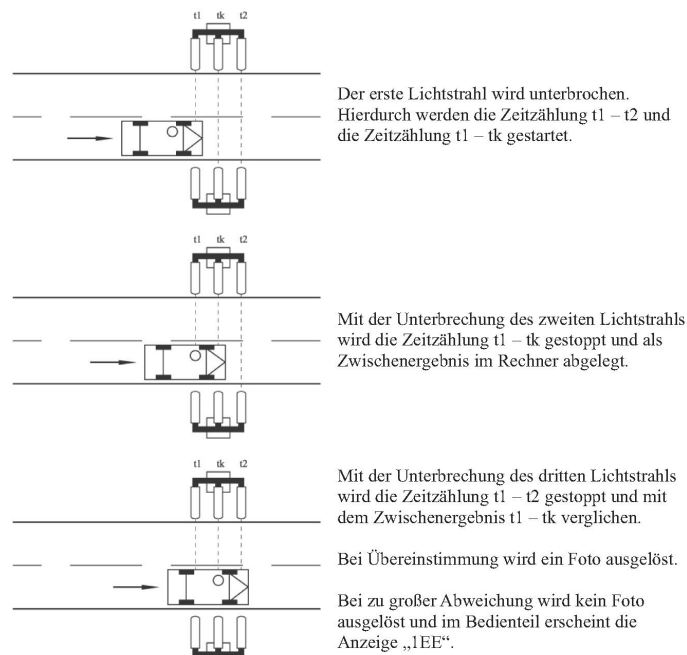 t1 tk t2
Der erste Lichtstrahl wird unterbrochen.
Hierdurch werden die Zeitzählung t1 – t2 und
die Zeitzählung t1 – tk gestartet.
t1 tk t2
Mit der Unterbrechung des zweiten Lichtstrahls
wird die Zeitzählung t1 – tk gestoppt und als
Zwischenergebnis im Rechner abgelegt.
t1 tk t2
Mit der Unterbrechung des dritten Lichtstrahls
wird die Zeitzählung t1 – t2 gestoppt und mit
dem Zwischenergebnis t1 – tk verglichen.
Bei Übereinstimmung wird ein Foto ausgelöst.
Bei zu großer Abweichung wird kein Foto
ausgelöst und im Bedienteil erscheint die
Anzeige „1EE“.